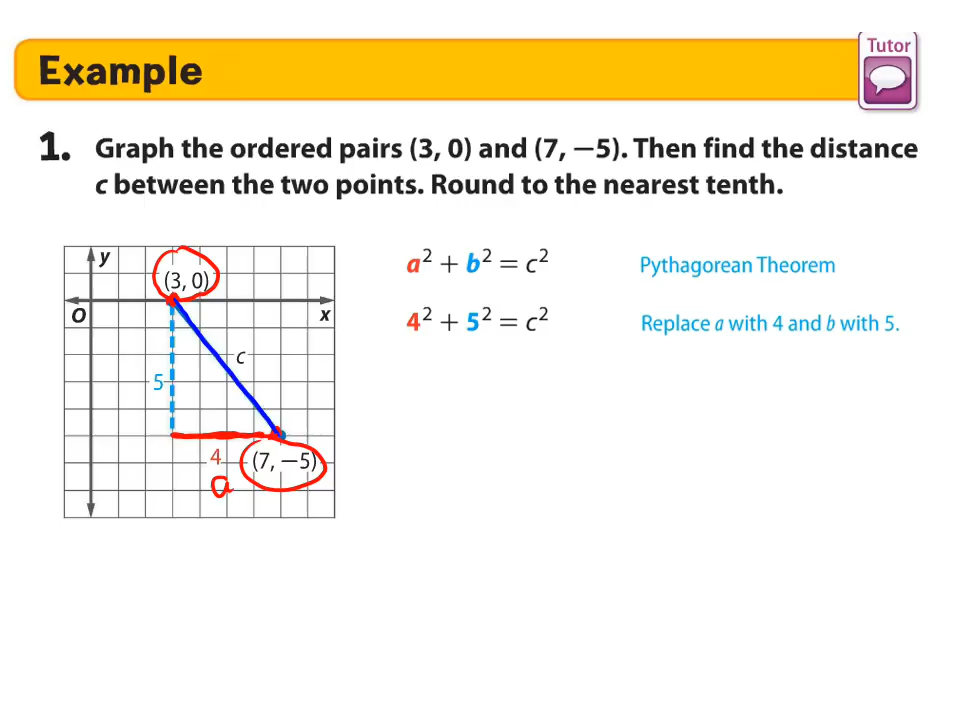 Tutor
Example
1. Graph the ordered pairs (3, 0) and (7, −5). Then find the distance
c between the two points. Round to the nearest tenth.
y
(3, 0)
O
x
c
5
4
(7, −5)
a
a² + b² = c²
Pythagorean Theorem
4² + 5² = c²
Replace a with 4 and b with 5.